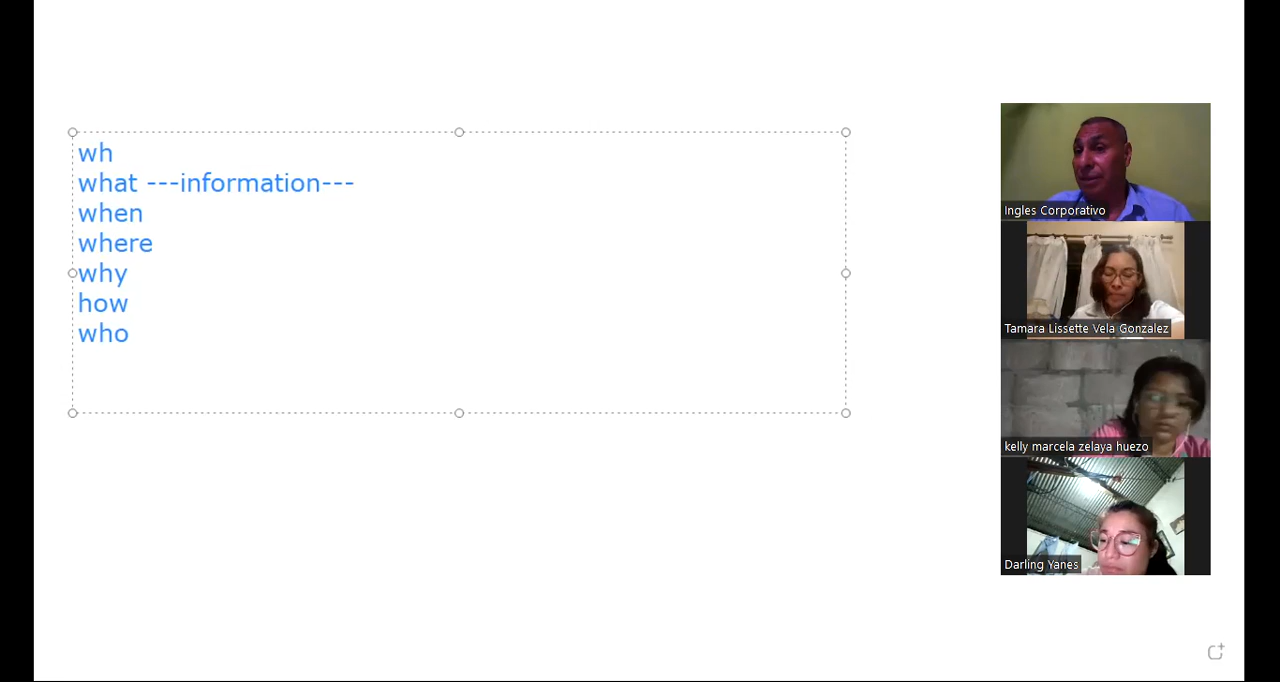 wh
what ---information---
when
where
why
how
who
Ingles Corporativo
Tamara Lissette Vela Gonzalez
kelly marcela zelaya huezo
Darling Yanes